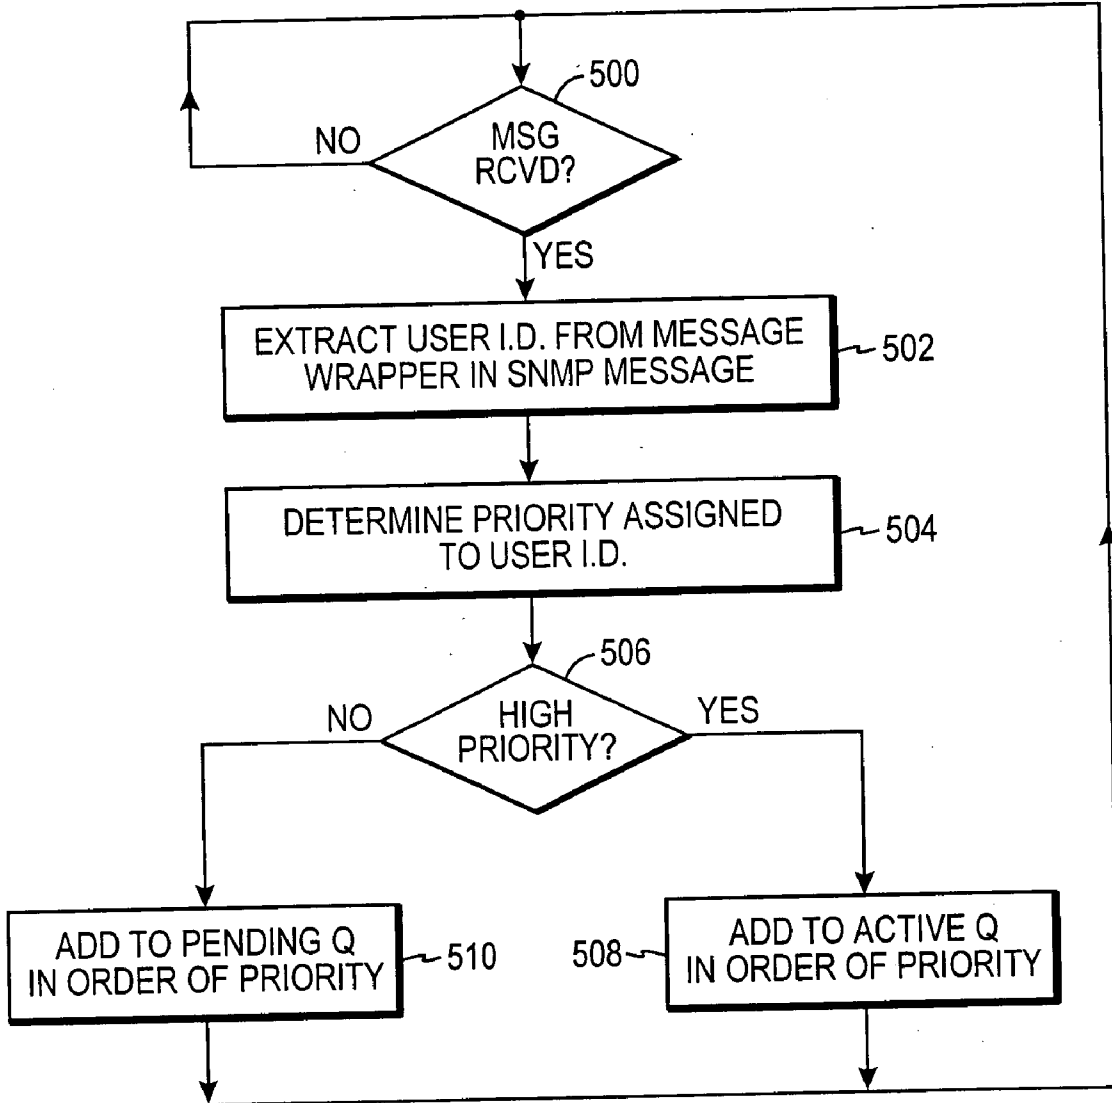 500
MSG
RCVD?
NO
YES
EXTRACT USER I.D. FROM MESSAGE
WRAPPER IN SNMP MESSAGE
502
DETERMINE PRIORITY ASSIGNED
TO USER I.D.
504
506
HIGH
PRIORITY?
NO
YES
ADD TO PENDING Q
IN ORDER OF PRIORITY
510
508
ADD TO ACTIVE Q
IN ORDER OF PRIORITY